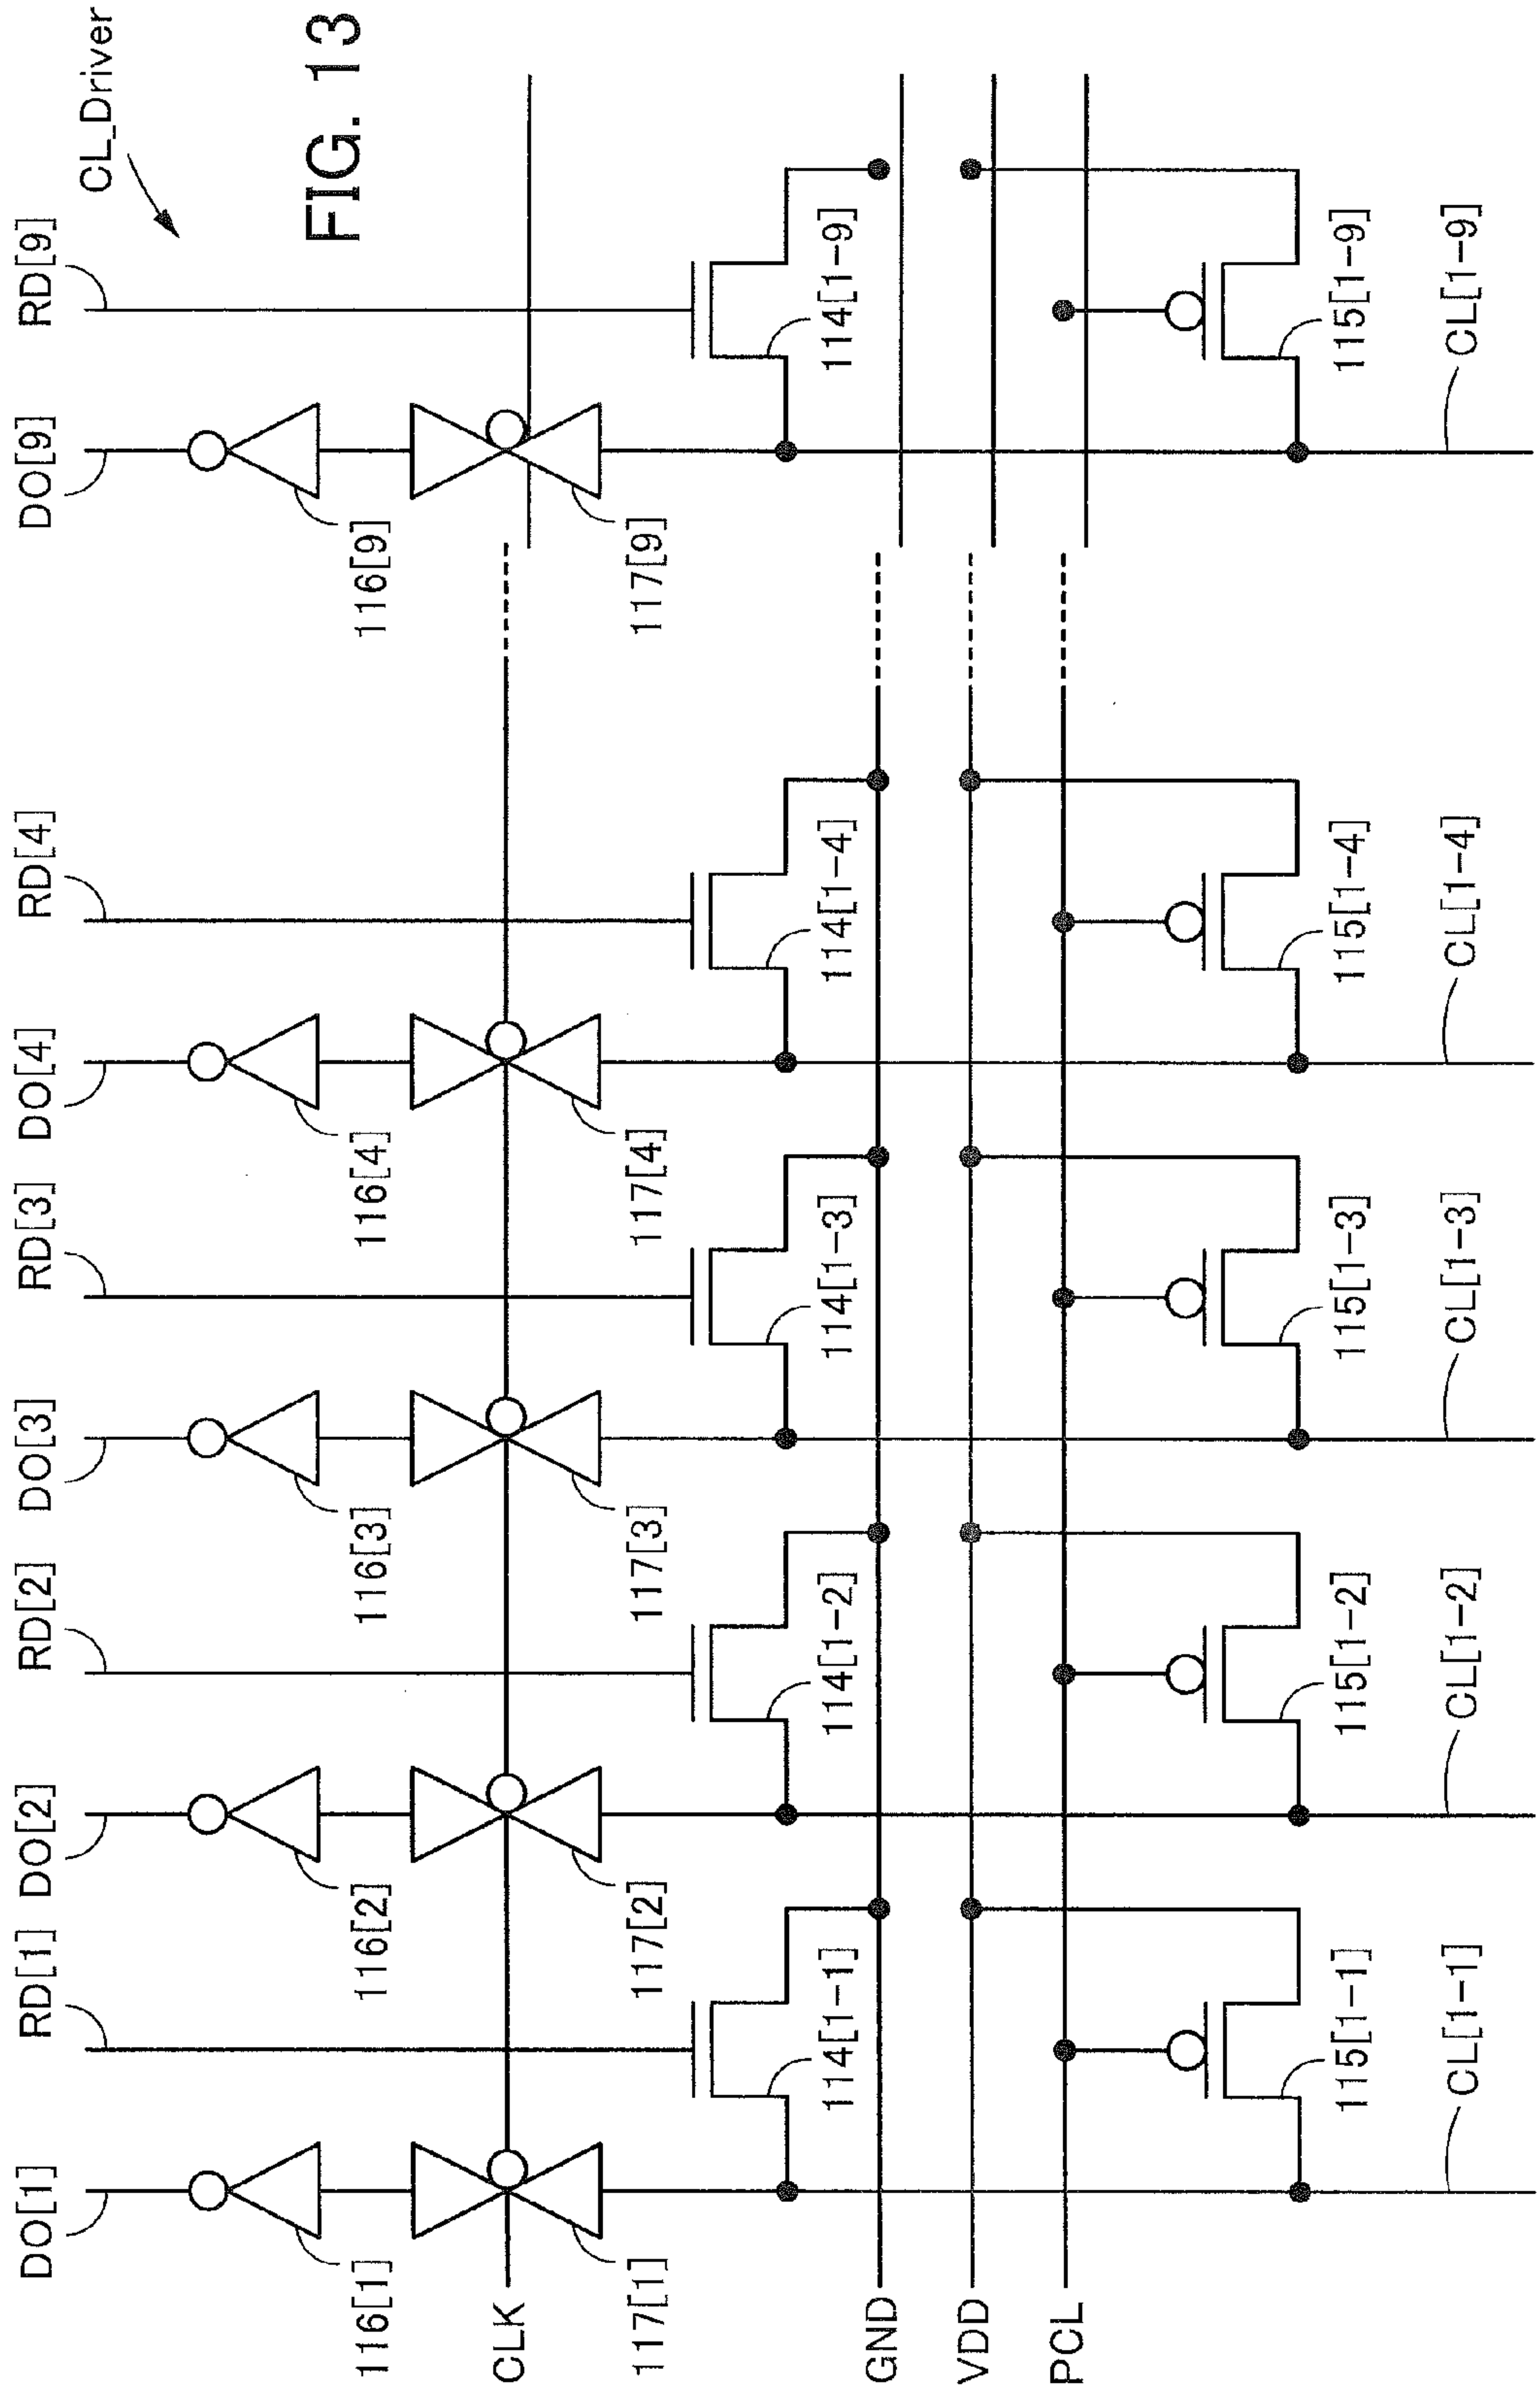 FIG. 13
CL_Driver
DO[1]
RD[1]
DO[2]
RD[2]
DO[3]
RD[3]
DO[4]
RD[4]
DO[9]
RD[9]
116[1]
116[2]
116[3]
116[4]
116[9]
CLK
117[1]
117[2]
117[3]
117[4]
117[9]
114[1-1]
114[1-2]
114[1-3]
114[1-4]
114[1-9]
GND
VDD
PCL
115[1-1]
115[1-2]
115[1-3]
115[1-4]
115[1-9]
CL[1-1]
CL[1-2]
CL[1-3]
CL[1-4]
CL[1-9]